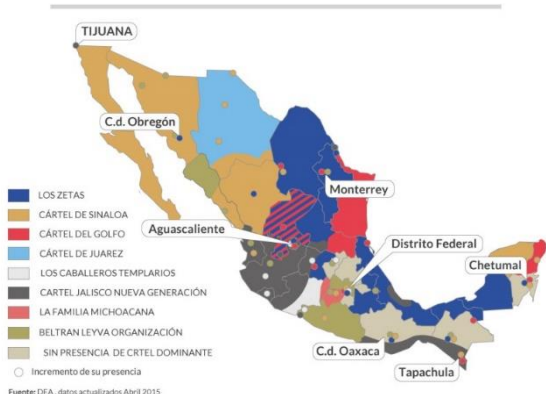 TIJUANA
C.d. Obregón
Monterrey
Aguascaliente
Distrito Federal
Chetumal
C.d. Oaxaca
Tapachula
LOS ZETAS
CÁRTEL DE SINALOA
CÁRTEL DEL GOLFO
CÁRTEL DE JUAREZ
LOS CABALLEROS TEMPLARIOS
CARTEL JALISCO NUEVA GENERACIÓN
LA FAMILIA MICHOACANA
BELTRAN LEYVA ORGANIZACIÓN
SIN PRESENCIA DE CRTEL DOMINANTE
Incremento de su presencia
Fuente: DEA, datos actualizados Abril 2015